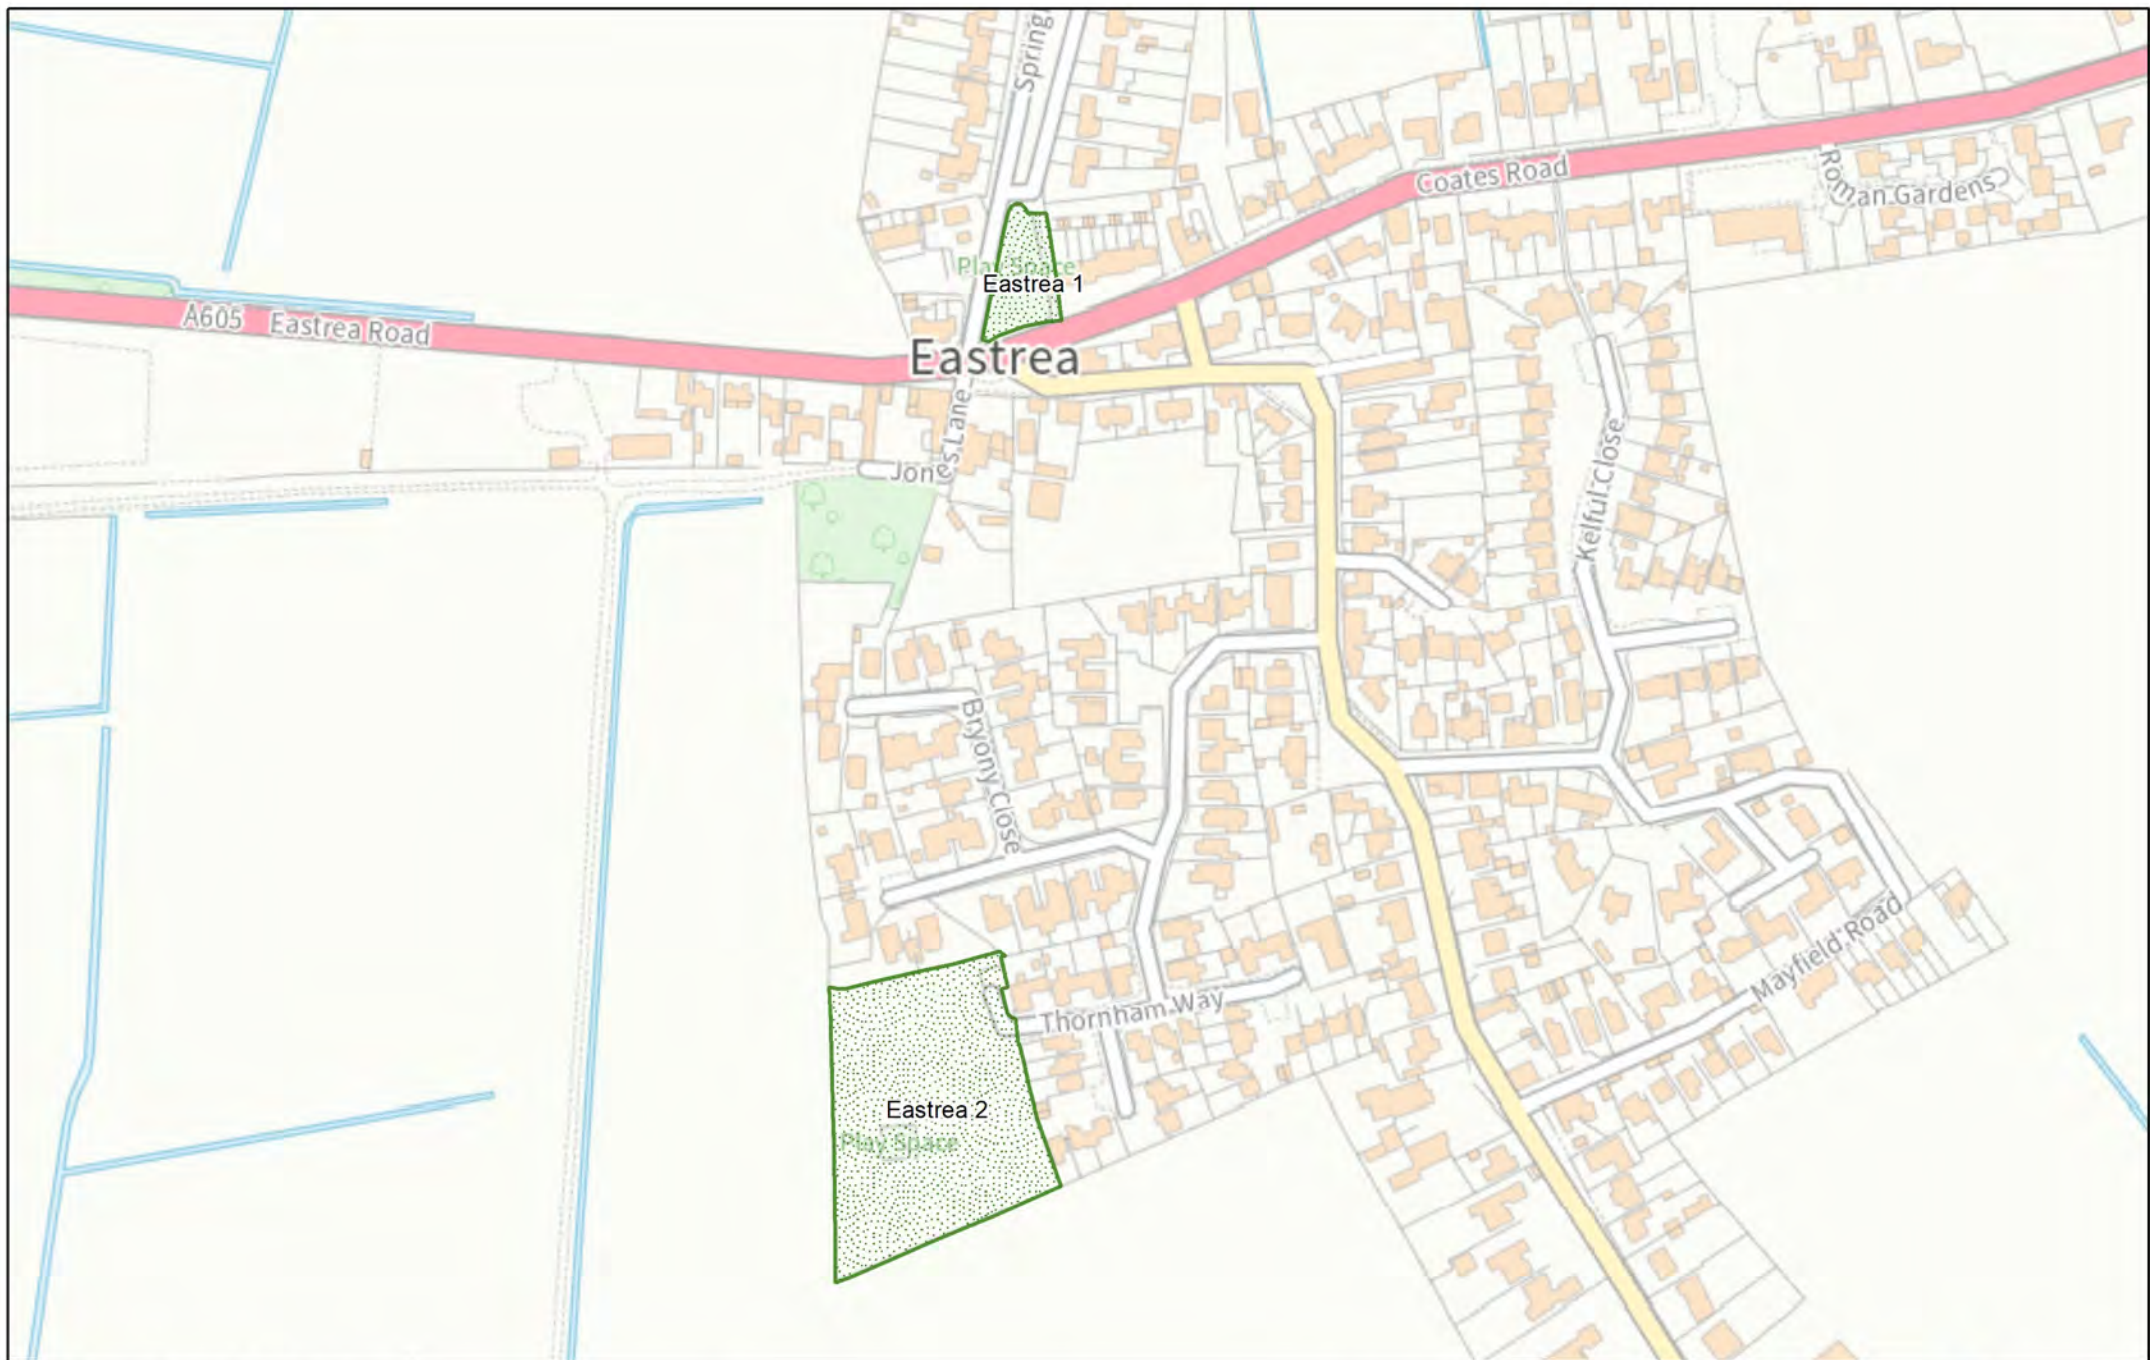 Spring
Coates Road
Roman Gardens
Play Space
Eastrea 1
A605 Eastrea Road
Eastrea
Jones Lane
Kelful Close
Bryony Close
Mayfield Road
Thornham Way
Eastrea 2
Play Space